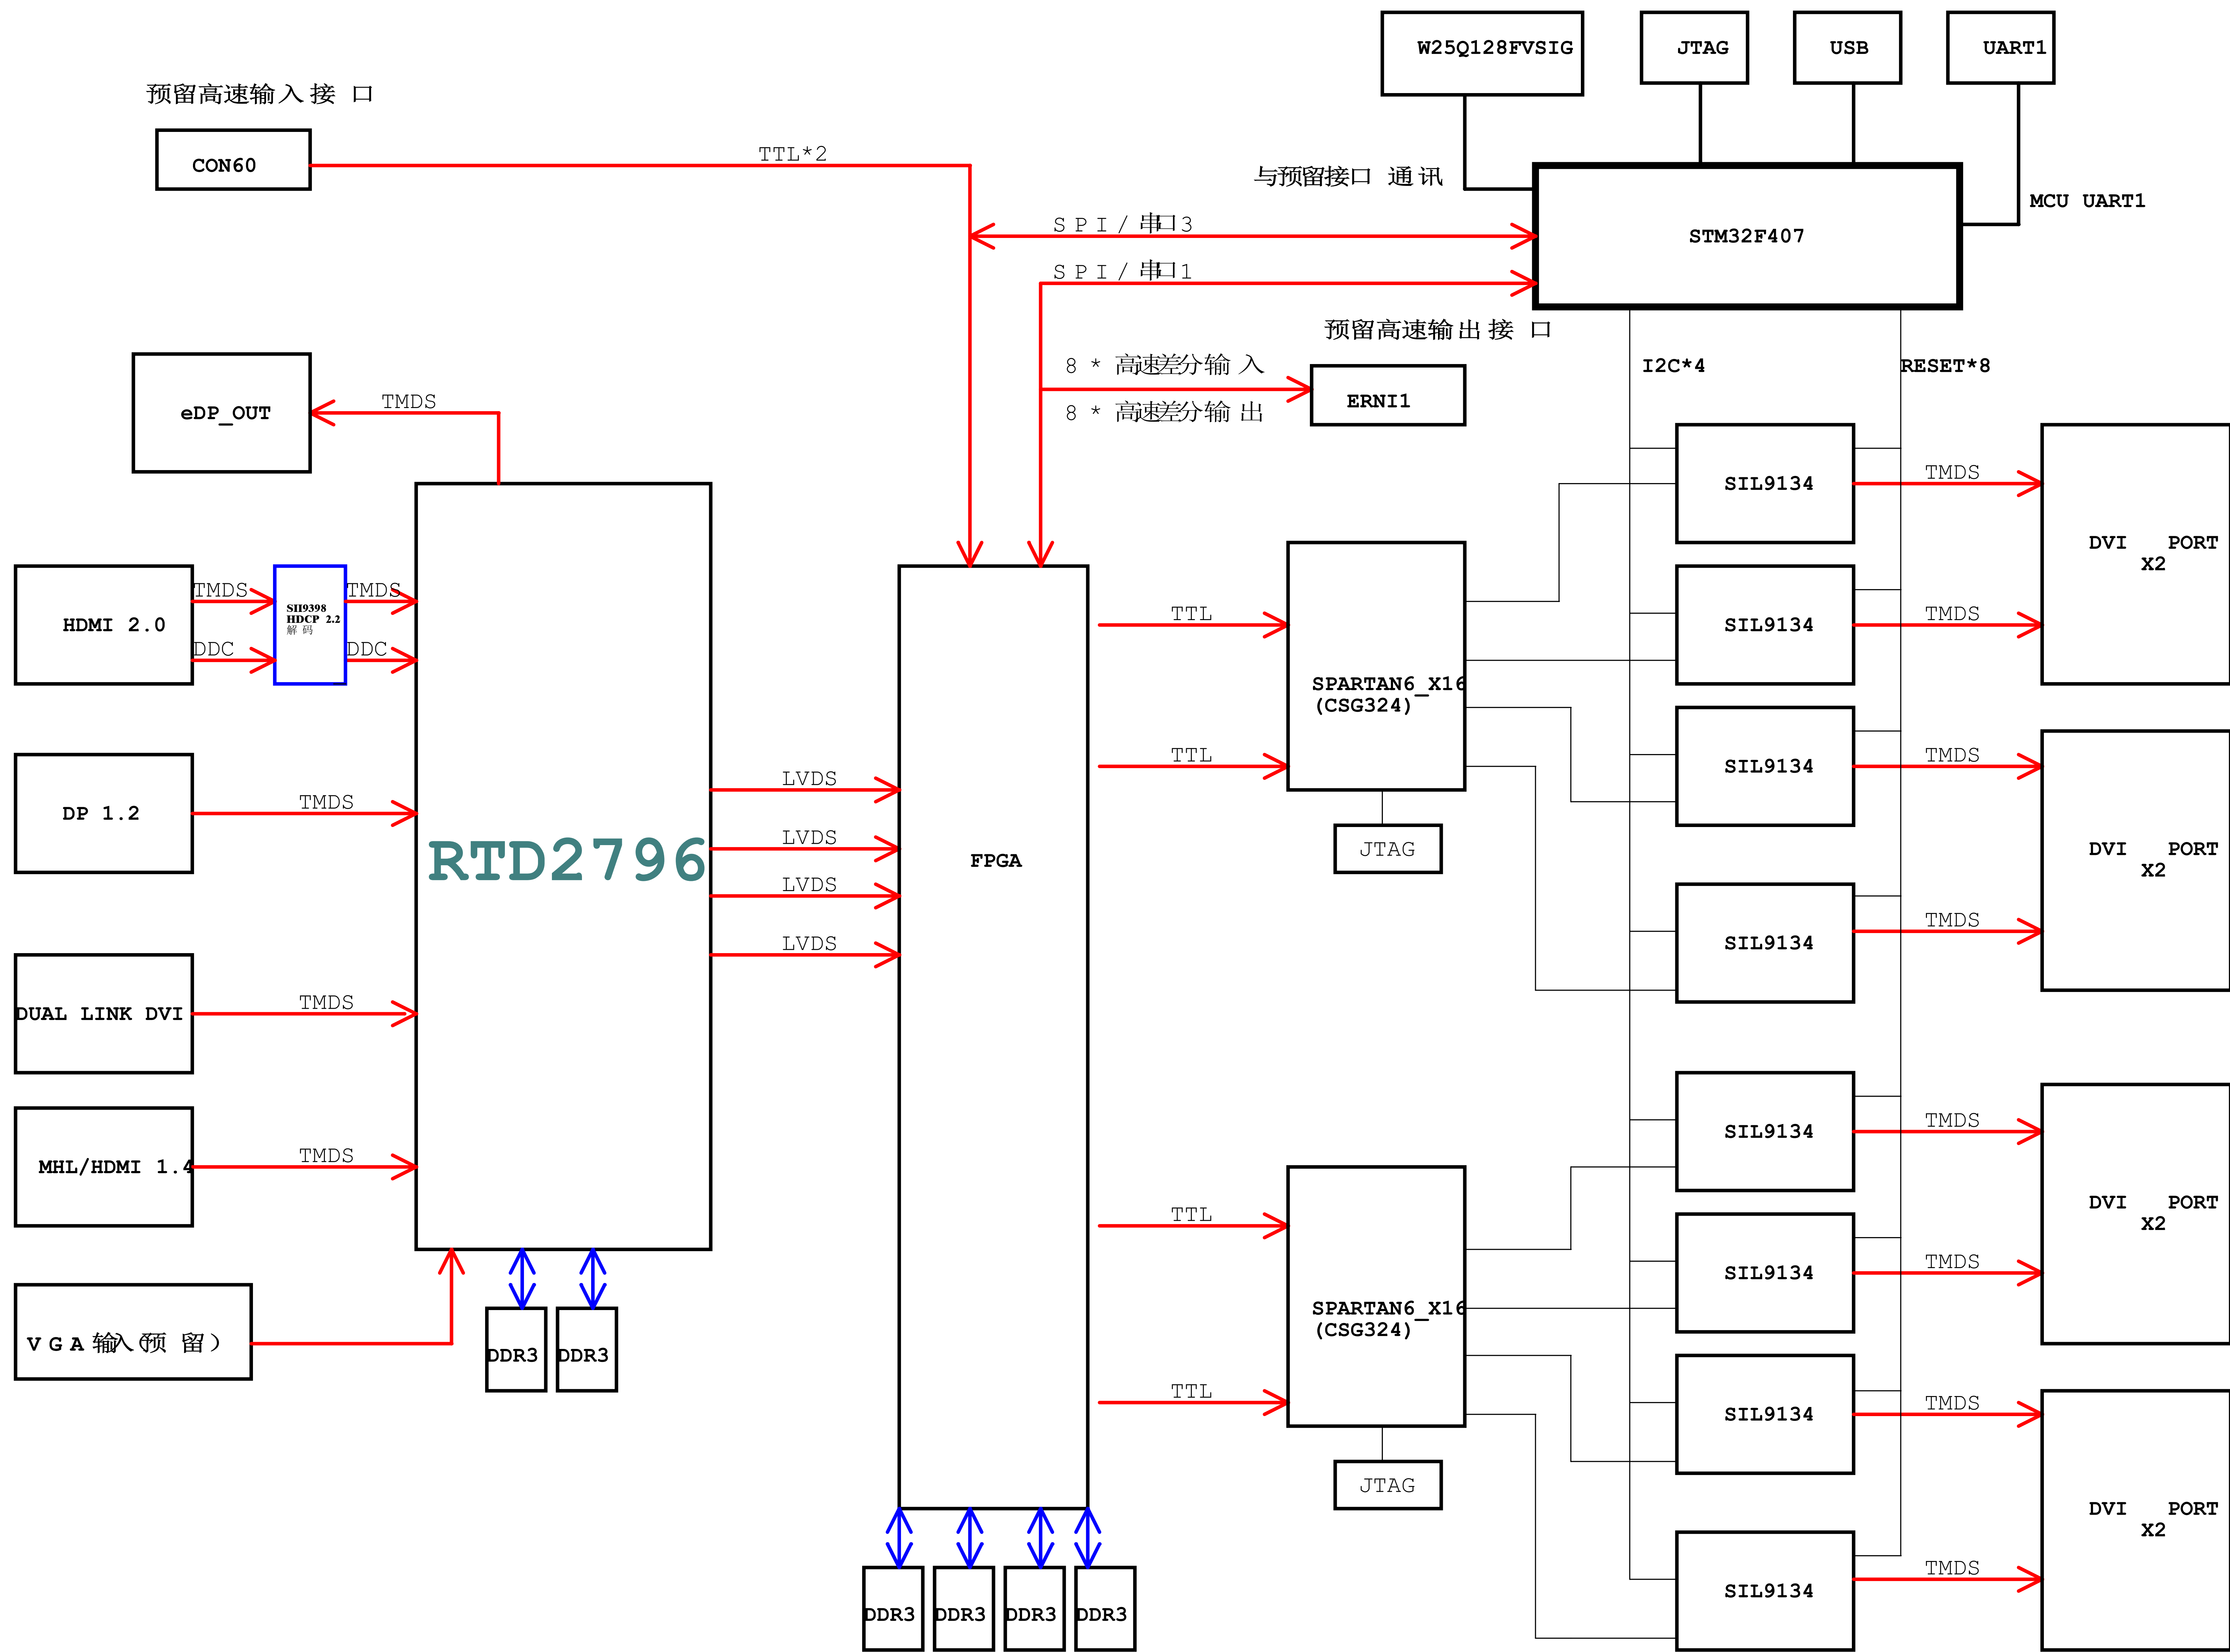 W25Q128FVSIG
JTAG
USB
UART1
预留高速输入接口
CON60
TTL*2
与预留接口通讯
MCU UART1
STM32F407
SPI/串口3
SPI/串口1
预留高速输出接口
8*高速差分输入
ERNI1
8*高速差分输出
I2C*4
RESET*8
eDP_OUT
TMDS
SIL9134
TMDS
DVI PORT
X2
HDMI 2.0
TMDS
DDC
SII9398
HDCP 2.2
解码
TMDS
DDC
TTL
SIL9134
TMDS
SPARTAN6_X16
(CSG324)
TTL
SIL9134
TMDS
DVI PORT
X2
DP 1.2
TMDS
RTD2796
LVDS
LVDS
LVDS
LVDS
FPGA
JTAG
SIL9134
TMDS
DUAL LINK DVI
TMDS
MHL/HDMI 1.4
TMDS
SIL9134
TMDS
DVI PORT
X2
TTL
SIL9134
TMDS
SPARTAN6_X16
(CSG324)
VGA输入(预留)
DDR3
DDR3
TTL
SIL9134
TMDS
DVI PORT
X2
JTAG
SIL9134
TMDS
DDR3
DDR3
DDR3
DDR3